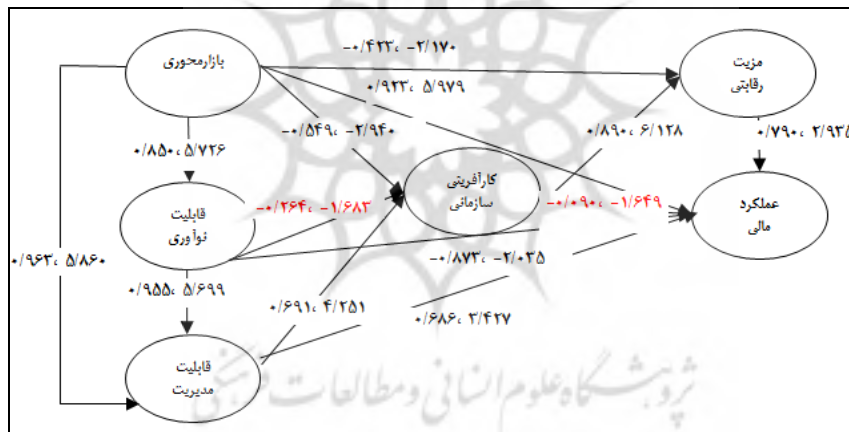 بازارمحوری
-۰/۴۲۳، -۲/۱۷۰
مزیت
رقابتی
۰/۹۲۳، ۵/۹۷۹
-۰/۵۴۹، -۲/۹۴۰
۰/۸۹۰، ۶/۱۲۸
۰/۷۹۰، ۲/۹۳۵
۰/۸۵۰، ۵/۷۲۶
کارآفرینی
سازمانی
-۰/۲۶۴، -۱/۶۸۳
-۰/۰۹۰، -۱/۶۴۹
عملکرد
مالی
قابلیت
نوآوری
۰/۹۶۳، ۵/۸۶۰
-۰/۸۷۳، -۲/۰۳۵
۰/۹۵۵، ۵/۶۹۹
۰/۶۹۱، ۴/۲۵۱
۰/۶۸۶، ۳/۴۲۷
قابلیت
مدیریت
پژوهشگاه علوم انسانی و مطالعات فرهنگی